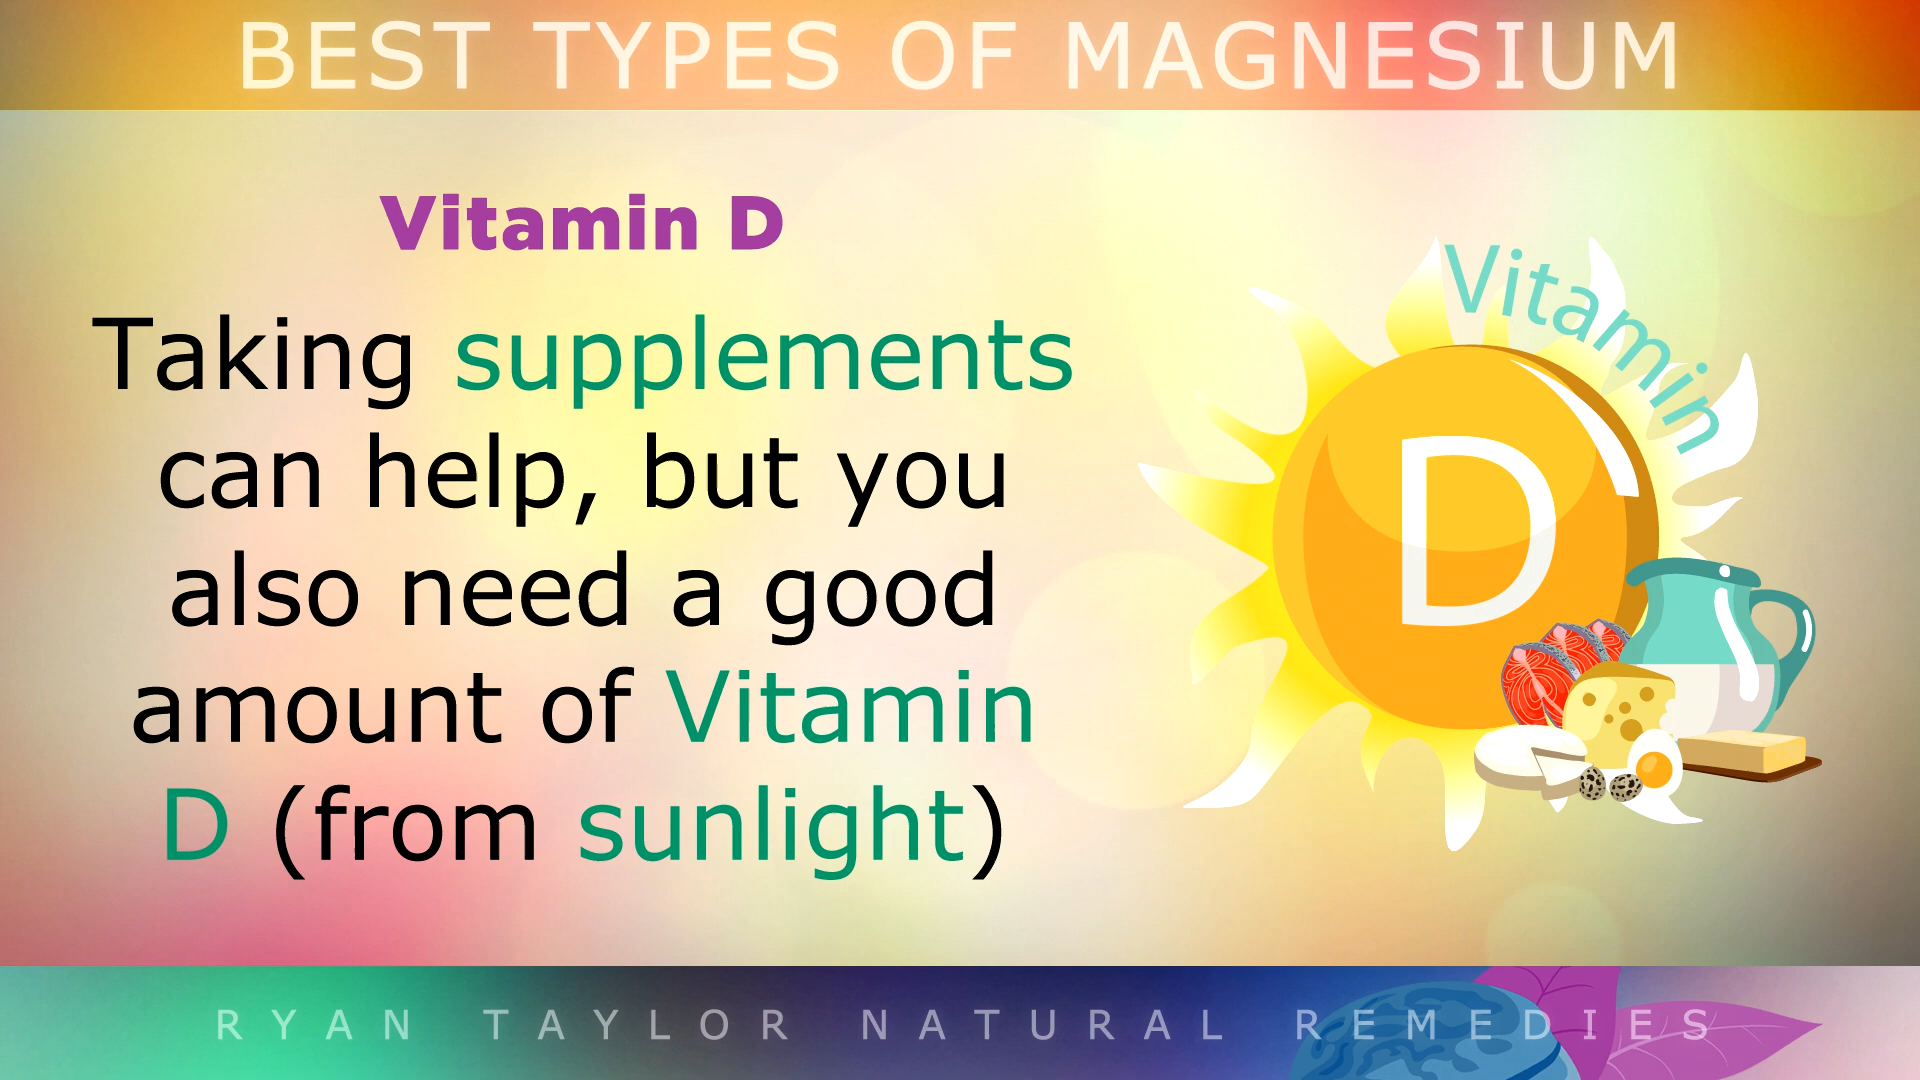 BEST TYPES OF MAGNESIUM
Vitamin D
Taking supplements
can help, but you
also need a good
amount of Vitamin
D (from sunlight)
Vitamin
D
RYAN TAYLOR NATURAL REMEDIES